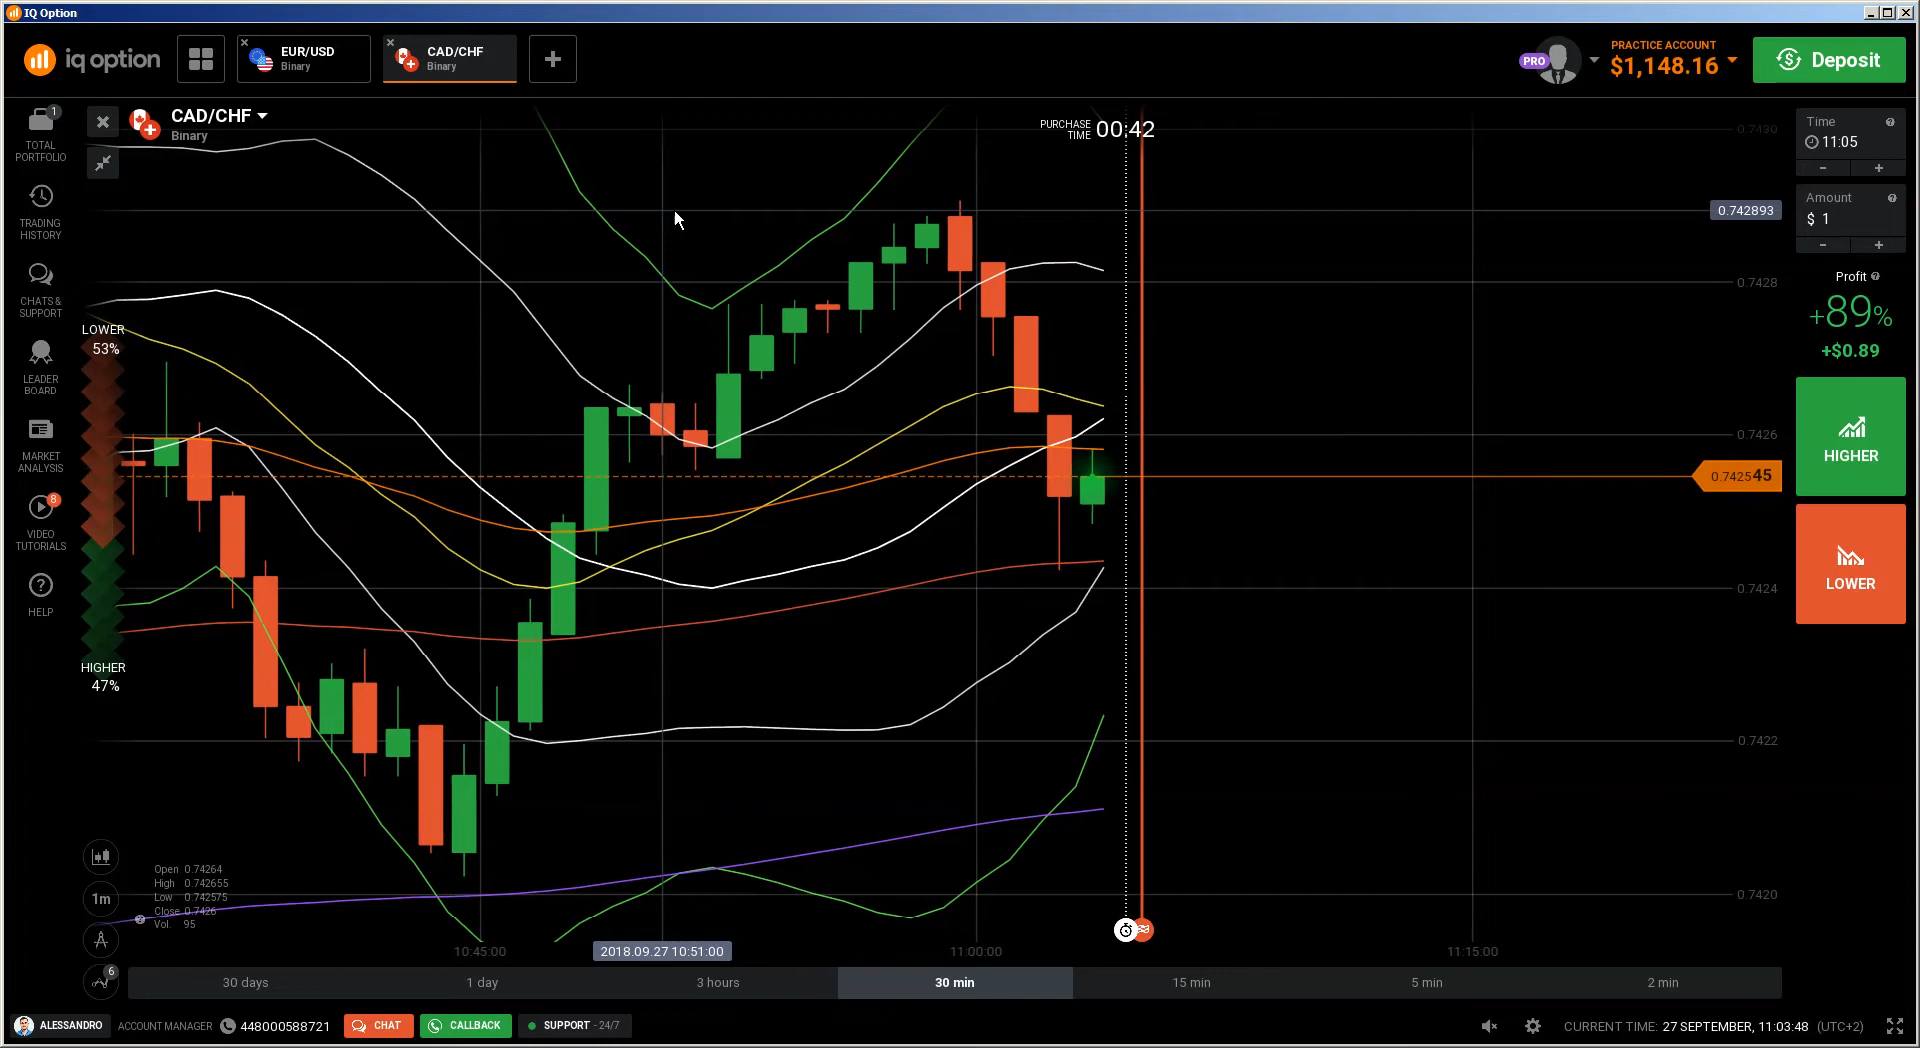 IQ Option
iq option
EUR/USD
Binary
CAD/CHF
Binary
PRO
PRACTICE ACCOUNT
$1,148.16
Deposit
1
TOTAL
PORTFOLIO
TRADING
HISTORY
CHATS &
SUPPORT
LEADER
BOARD
MARKET
ANALYSIS
8
VIDEO
TUTORIALS
HELP
CAD/CHF
Binary
PURCHASE
TIME
00:42
LOWER
53%
HIGHER
47%
0.7430
0.742893
0.7428
0.7426
0.742545
0.7424
0.7422
0.7420
Time
11:05
- +
Amount
$ 1
- +
Profit
+89%
+$0.89
HIGHER
LOWER
1m
6
Open 0.74264
High 0.742655
Low 0.742575
Close 0.7426
Vol. 95
10:45:00
2018.09.27 10:51:00
11:00:00
11:15:00
30 days
1 day
3 hours
30 min
15 min
5 min
2 min
ALESSANDRO
ACCOUNT MANAGER
448000588721
CHAT
CALLBACK
SUPPORT - 24/7
CURRENT TIME: 27 SEPTEMBER, 11:03:48 (UTC+2)